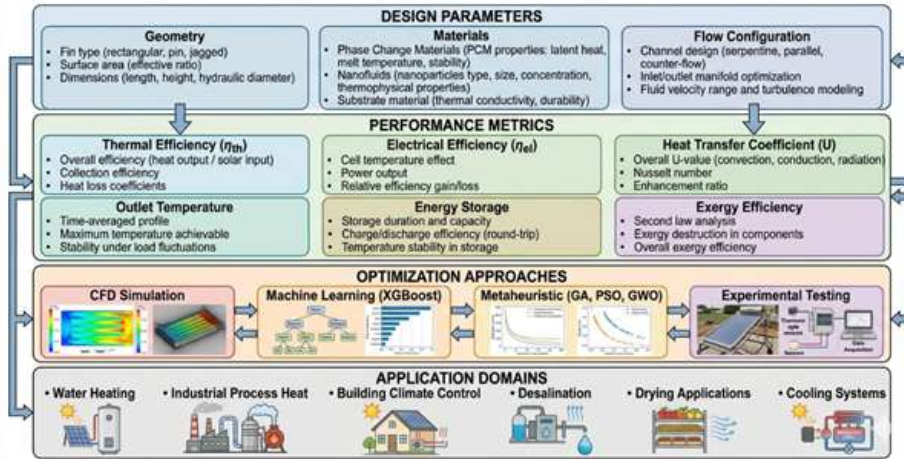 DESIGN PARAMETERS
Geometry
• Fin type (rectangular, pin, jagged)
• Surface area (effective ratio)
• Dimensions (length, height, hydraulic diameter)
Materials
• Phase Change Materials (PCM properties: latent heat,
melt temperature, stability)
• Nanofluids (nanoparticles type, size, concentration,
thermophysical properties)
• Substrate material (thermal conductivity, durability)
Flow Configuration
• Channel design (serpentine, parallel,
counter-flow)
• Inlet/outlet manifold optimization
• Fluid velocity range and turbulence modeling
PERFORMANCE METRICS
Thermal Efficiency (ηth)
• Overall efficiency (heat output / solar input)
• Collection efficiency
• Heat loss coefficients
Electrical Efficiency (ηel)
• Cell temperature effect
• Power output
• Relative efficiency gain/loss
Heat Transfer Coefficient (U)
• Overall U-value (convection, conduction, radiation)
• Nusselt number
• Enhancement ratio
Outlet Temperature
• Time-averaged profile
• Maximum temperature achievable
• Stability under load fluctuations
Energy Storage
• Storage duration and capacity
• Charge/discharge efficiency (round-trip)
• Temperature stability in storage
Exergy Efficiency
• Second law analysis
• Exergy destruction in components
• Overall exergy efficiency
OPTIMIZATION APPROACHES
CFD Simulation
Machine Learning (XGBoost)
Metaheuristic (GA, PSO, GWO)
Experimental Testing
Data
Acquisition
APPLICATION DOMAINS
• Water Heating
• Industrial Process Heat
• Building Climate Control
• Desalination
• Drying Applications
• Cooling Systems